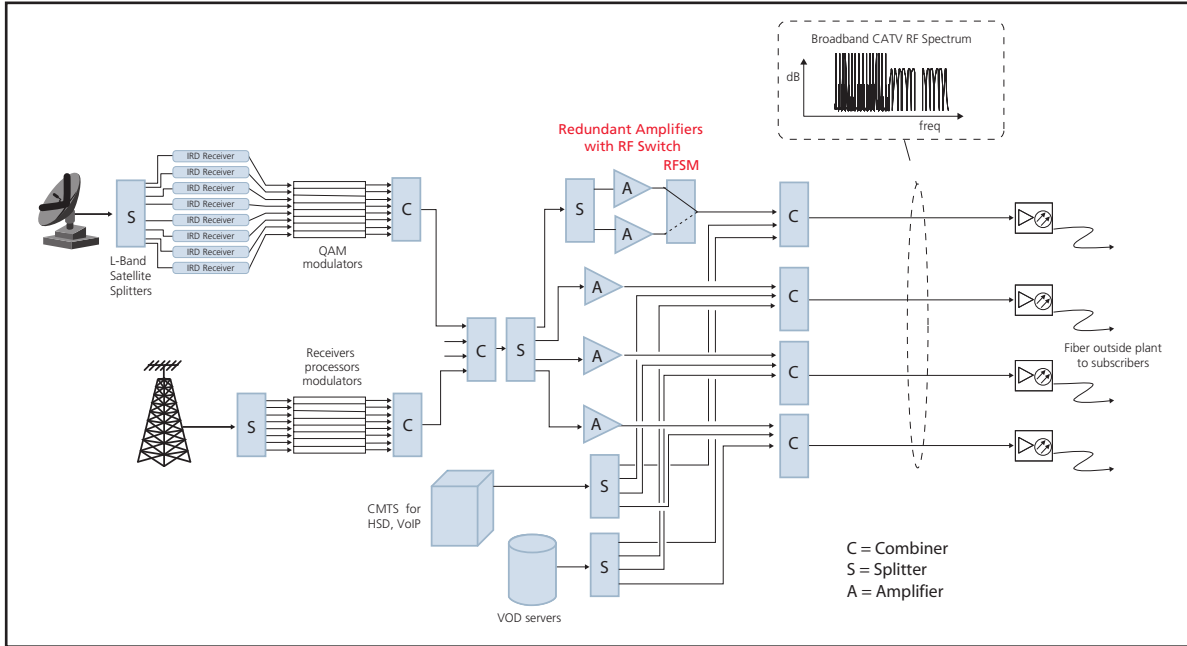 Broadband CATV RF Spectrum
dB
freq
Redundant Amplifiers
with RF Switch
RFSM
IRD Receiver
IRD Receiver
IRD Receiver
IRD Receiver
IRD Receiver
IRD Receiver
IRD Receiver
IRD Receiver
S
L-Band
Satellite
Splitters
QAM
modulators
C
S
A
A
C
A
C
C
S
A
C
A
C
Receivers
processors
modulators
S
C
Fiber outside plant
to subscribers
CMTS for
HSD, VoIP
S
VOD servers
S
C = Combiner
S = Splitter
A = Amplifier